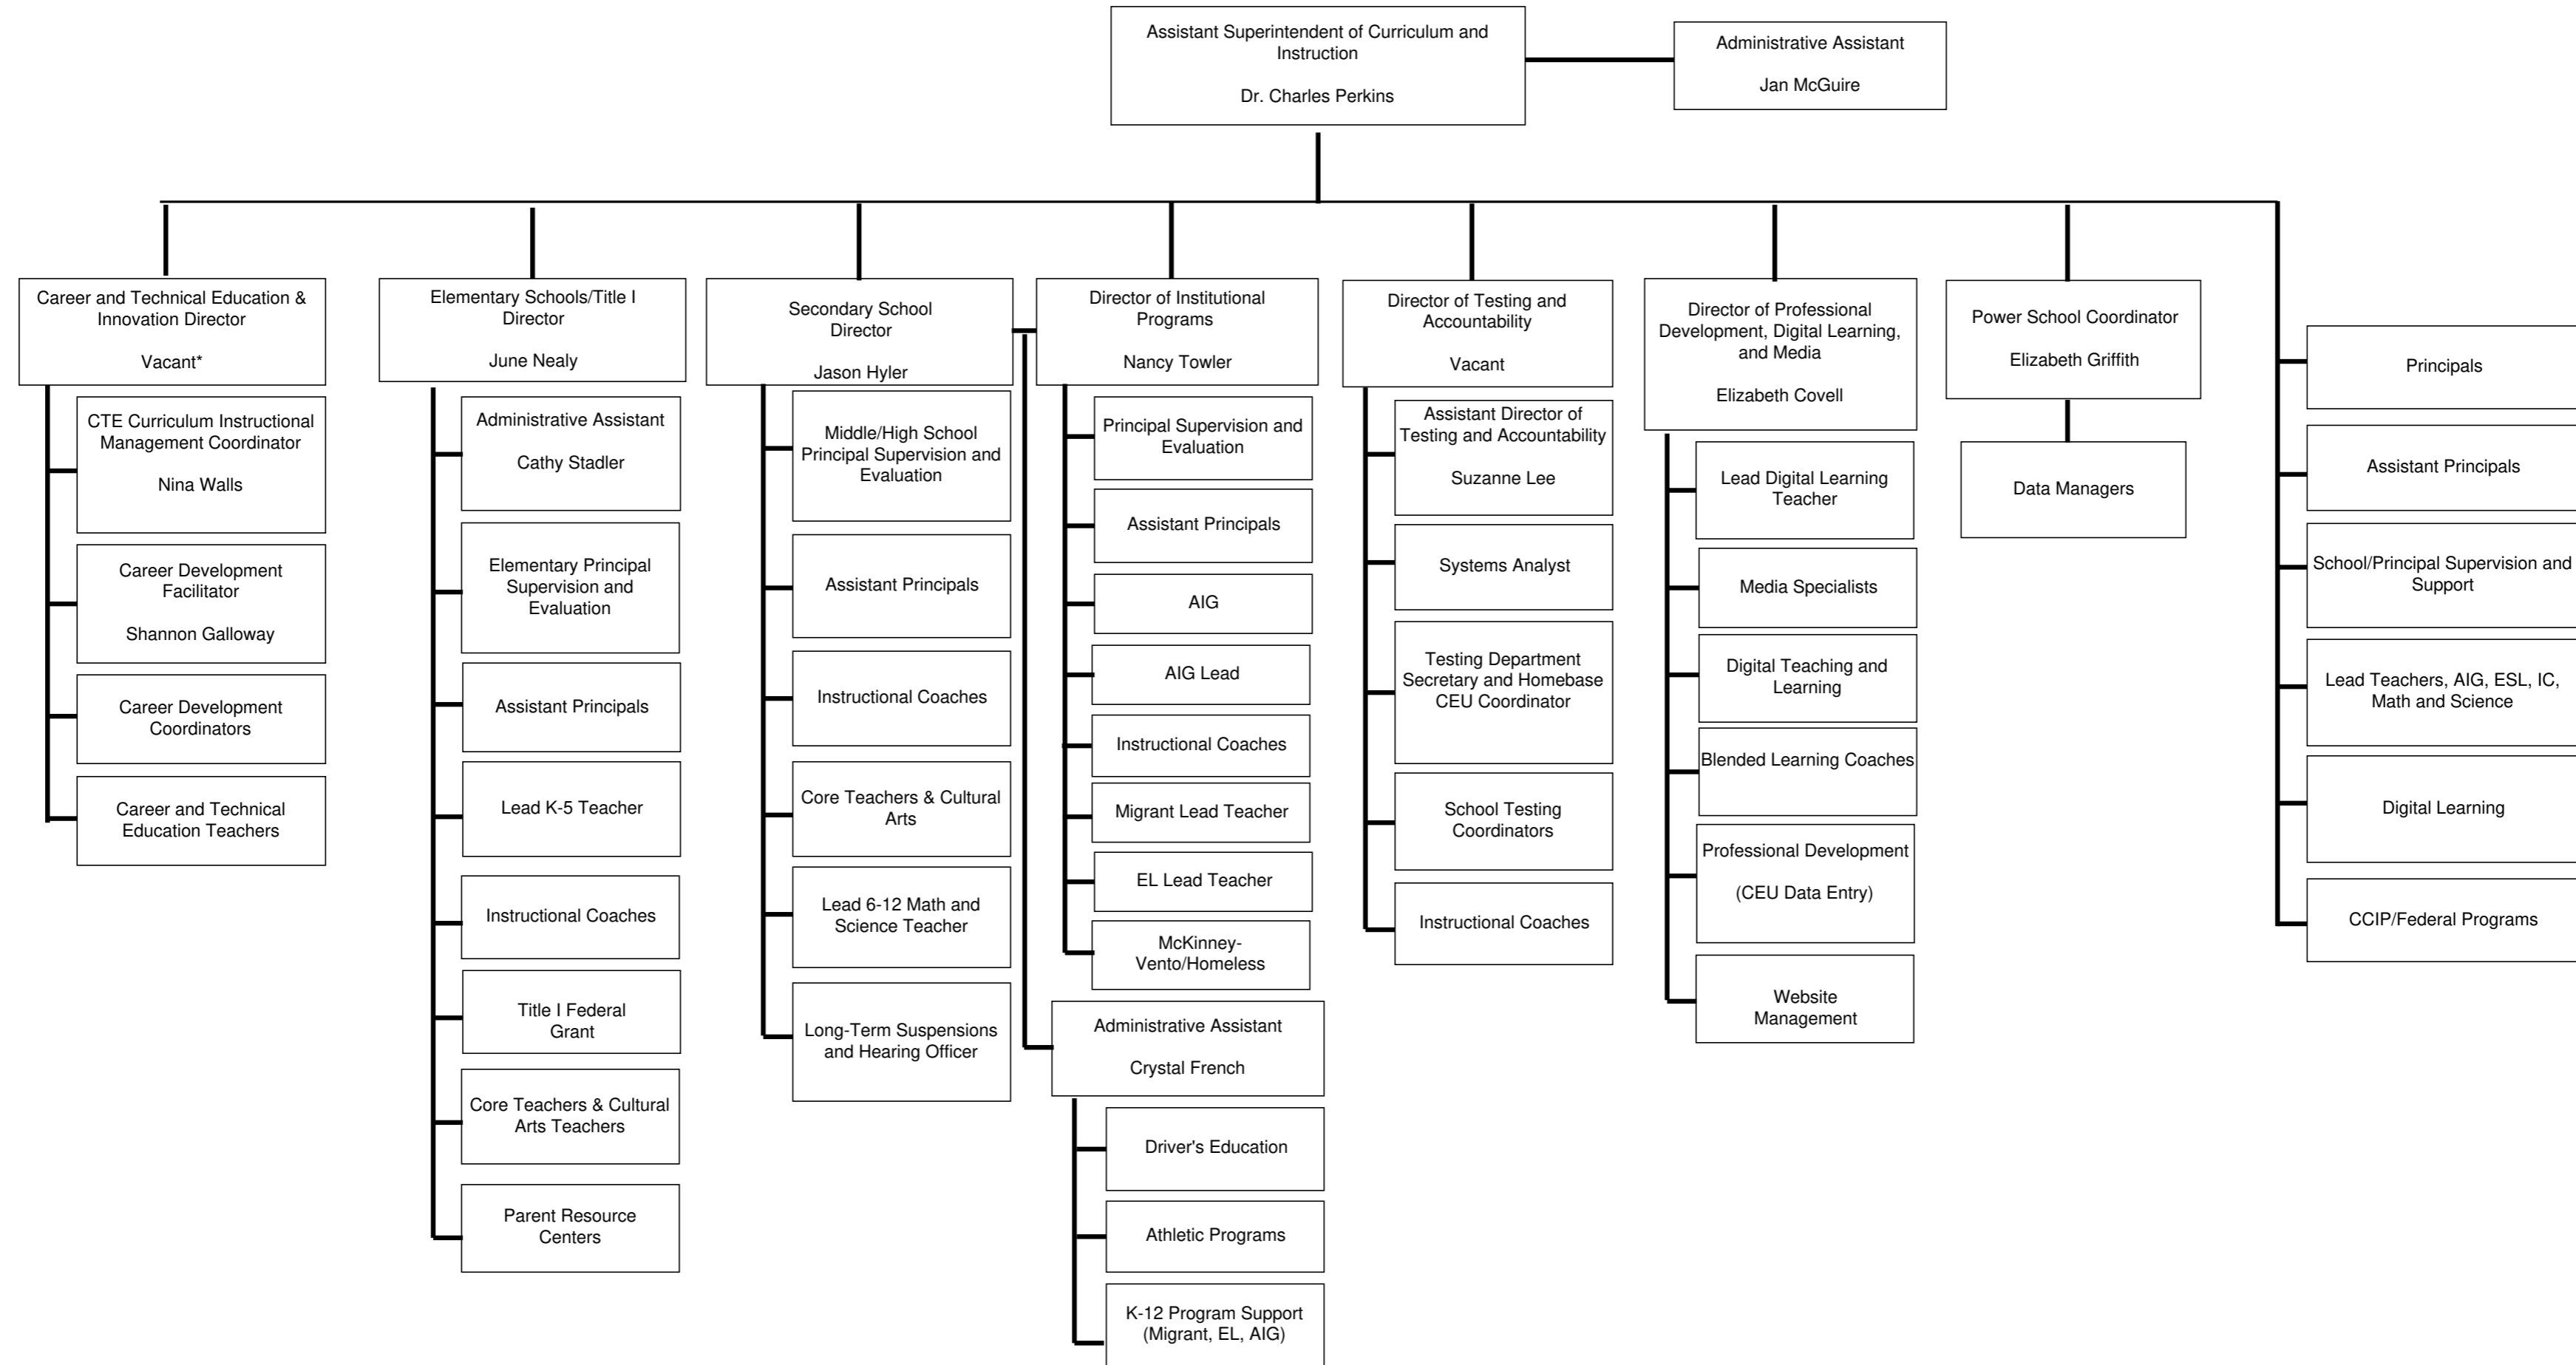 Assistant Superintendent of Curriculum and
Instruction
Dr. Charles Perkins
Administrative Assistant
Jan McGuire
Career and Technical Education &
Innovation Director
Vacant*
CTE Curriculum Instructional
Management Coordinator
Nina Walls
Career Development
Facilitator
Shannon Galloway
Career Development
Coordinators
Career and Technical
Education Teachers
Elementary Schools/Title I
Director
June Nealy
Administrative Assistant
Cathy Stadler
Elementary Principal
Supervision and
Evaluation
Assistant Principals
Lead K-5 Teacher
Instructional Coaches
Title I Federal
Grant
Core Teachers & Cultural
Arts Teachers
Parent Resource
Centers
Secondary School
Director
Jason Hyler
Middle/High School
Principal Supervision and
Evaluation
Assistant Principals
Instructional Coaches
Core Teachers & Cultural
Arts
Lead 6-12 Math and
Science Teacher
Long-Term Suspensions
and Hearing Officer
Director of Institutional
Programs
Nancy Towler
Principal Supervision and
Evaluation
Assistant Principals
AIG
AIG Lead
Instructional Coaches
Migrant Lead Teacher
EL Lead Teacher
McKinney-
Vento/Homeless
Administrative Assistant
Crystal French
Driver's Education
Athletic Programs
K-12 Program Support
(Migrant, EL, AIG)
Director of Testing and
Accountability
Vacant
Assistant Director of
Testing and Accountability
Suzanne Lee
Systems Analyst
Testing Department
Secretary and Homebase
CEU Coordinator
School Testing
Coordinators
Instructional Coaches
Director of Professional
Development, Digital Learning,
and Media
Elizabeth Covell
Lead Digital Learning
Teacher
Media Specialists
Digital Teaching and
Learning
Blended Learning Coaches
Professional Development
(CEU Data Entry)
Website
Management
Power School Coordinator
Elizabeth Griffith
Data Managers
Principals
Assistant Principals
School/Principal Supervision and
Support
Lead Teachers, AIG, ESL, IC,
Math and Science
Digital Learning
CCIP/Federal Programs